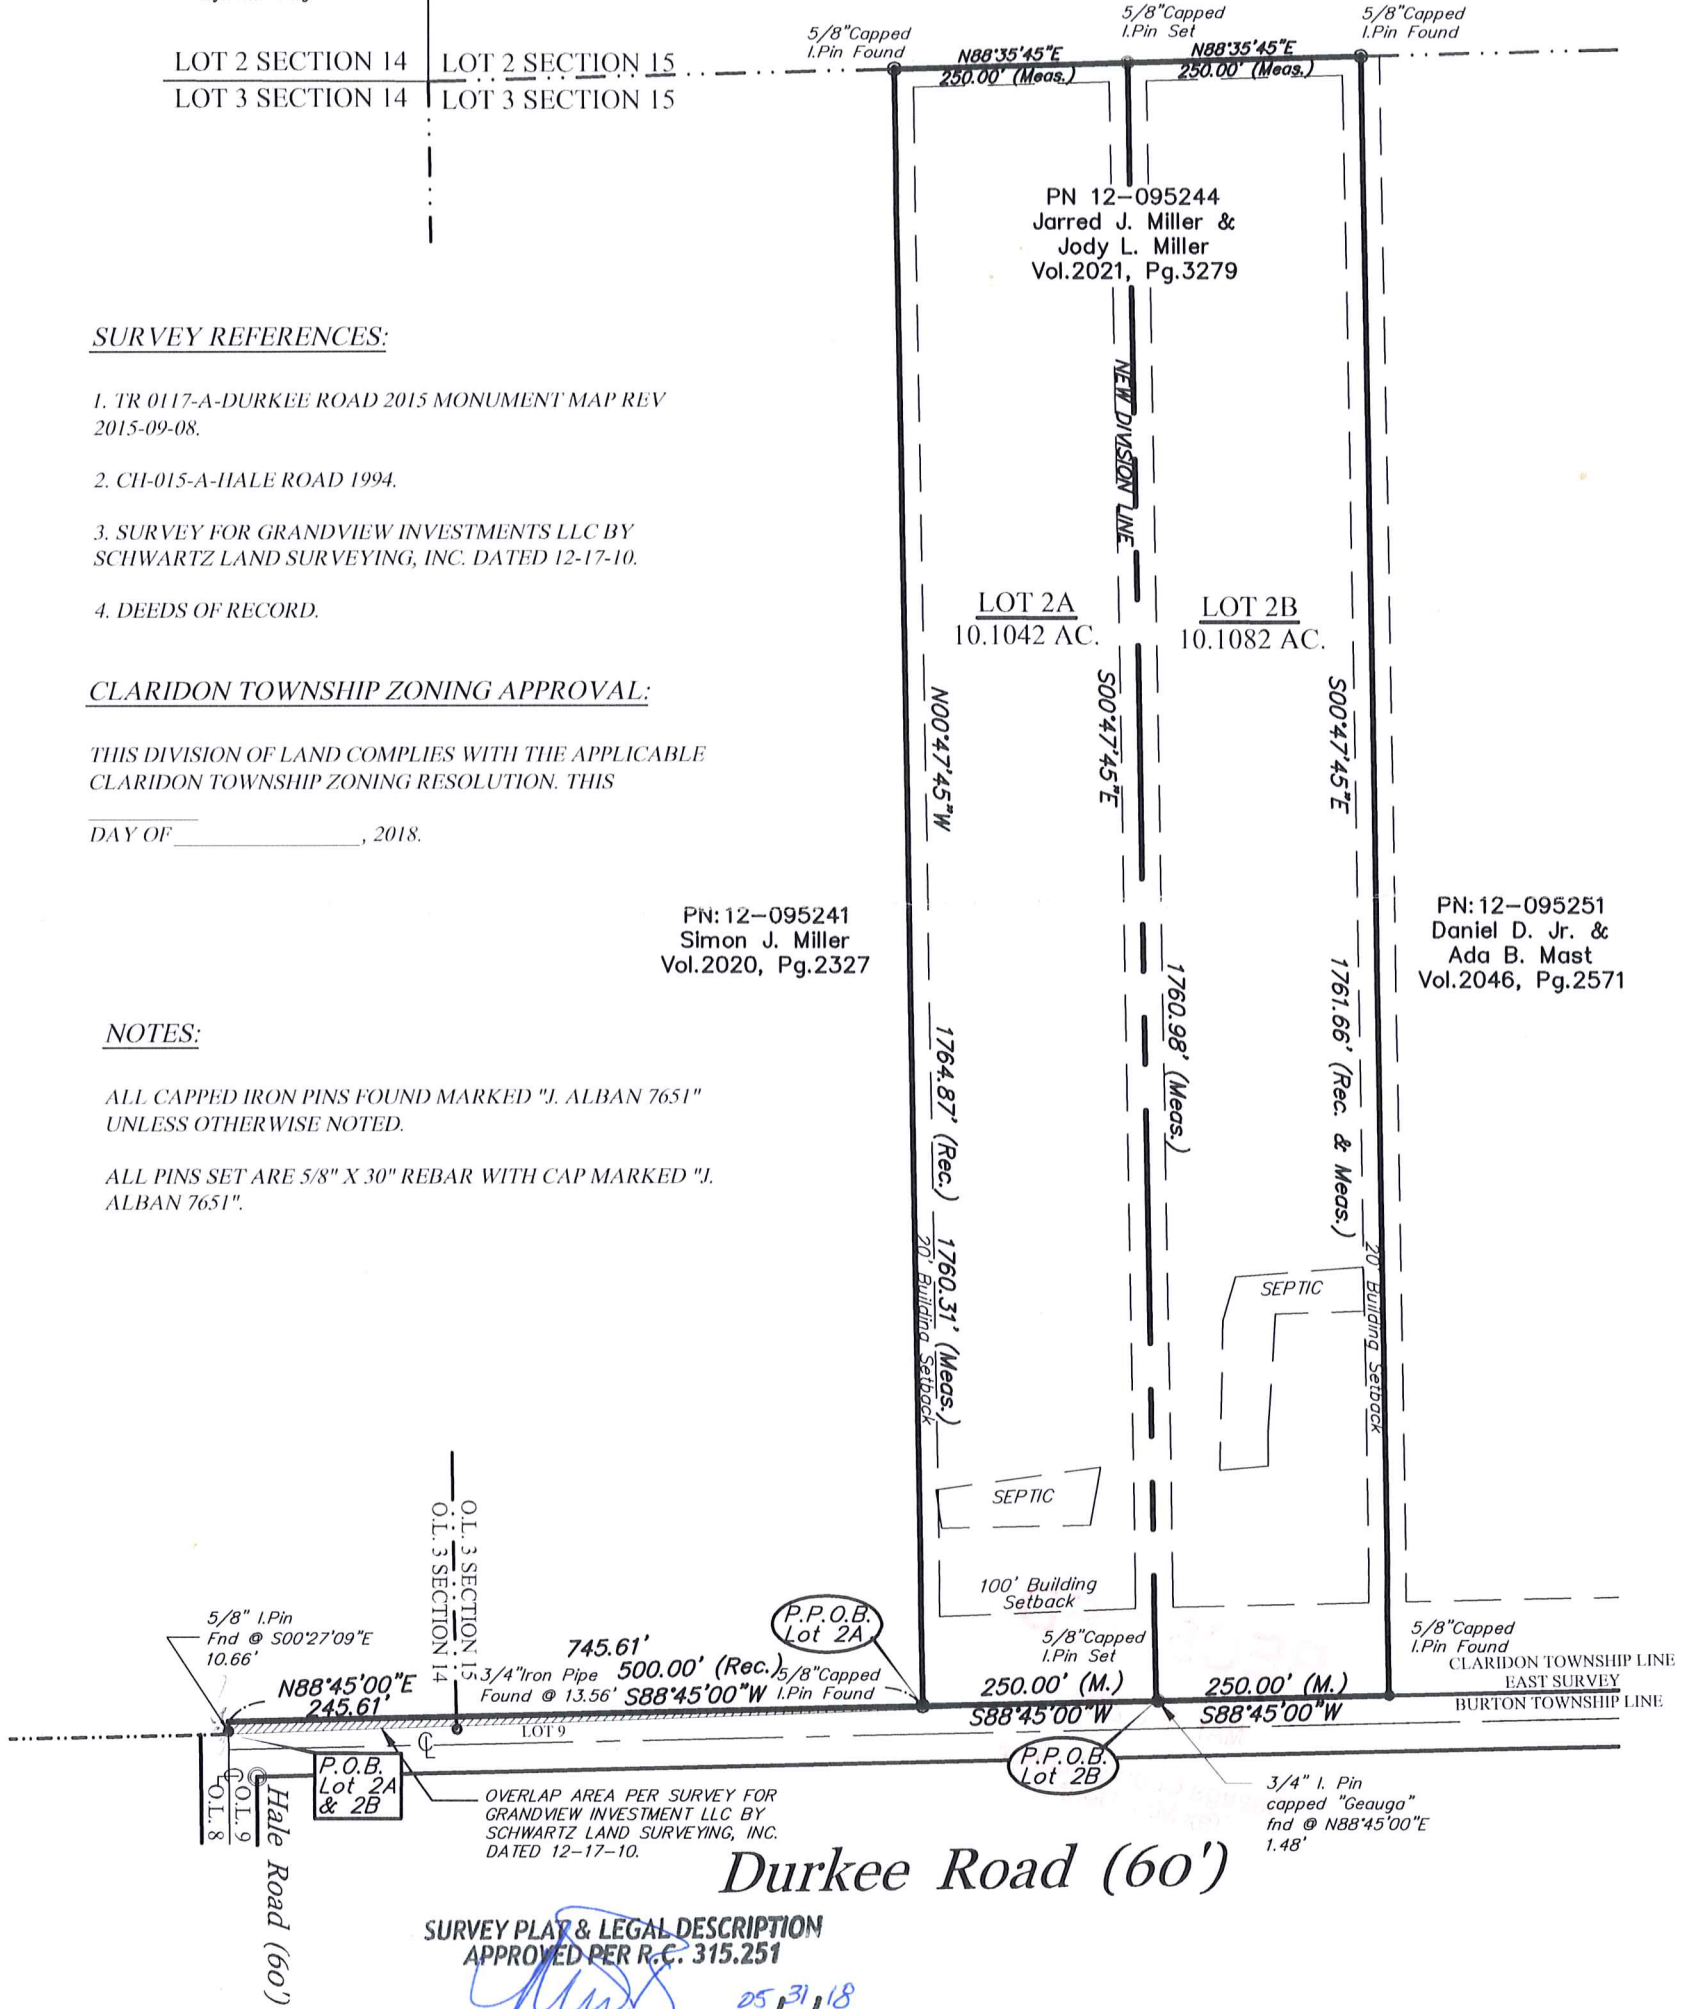 5/8"Capped
I.Pin Found
5/8"Capped
I.Pin Set
5/8"Capped
I.Pin Found
N88°35'45"E
250.00' (Meas.)
N88°35'45"E
250.00' (Meas.)
LOT 2 SECTION 14
LOT 2 SECTION 15
LOT 3 SECTION 14
LOT 3 SECTION 15
PN 12-095244
Jarred J. Miller &
Jody L. Miller
Vol.2021, Pg.3279
SURVEY REFERENCES:
1. TR 0117-A-DURKEE ROAD 2015 MONUMENT MAP REV
2015-09-08.
2. CH-015-A-HALE ROAD 1994.
3. SURVEY FOR GRANDVIEW INVESTMENTS LLC BY
SCHWARTZ LAND SURVEYING, INC. DATED 12-17-10.
4. DEEDS OF RECORD.
NEW DIVISION LINE
LOT 2A
10.1042 AC.
LOT 2B
10.1082 AC.
CLARIDON TOWNSHIP ZONING APPROVAL:
THIS DIVISION OF LAND COMPLIES WITH THE APPLICABLE
CLARIDON TOWNSHIP ZONING RESOLUTION. THIS
DAY OF ________________, 2018.
N00°47'45"W
S00°47'45"E
S00°47'45"E
PN:12-095241
Simon J. Miller
Vol.2020, Pg.2327
PN:12-095251
Daniel D. Jr. &
Ada B. Mast
Vol.2046, Pg.2571
1764.87' (Rec.) 1760.31' (Meas.)
20' Building Setback
1760.98' (Meas.)
1761.66' (Rec. & Meas.)
20' Building Setback
NOTES:
ALL CAPPED IRON PINS FOUND MARKED "J. ALBAN 7651"
UNLESS OTHERWISE NOTED.
ALL PINS SET ARE 5/8" X 30" REBAR WITH CAP MARKED "J.
ALBAN 7651".
SEPTIC
SEPTIC
100' Building
Setback
O.L. 3 SECTION 15
O.L. 3 SECTION 14
5/8" I.Pin
Fnd @ S00°27'09"E
10.66'
N88°45'00"E
245.61'
745.61'
3/4"Iron Pipe
Found @ 13.56'
500.00' (Rec.)
S88°45'00"W
5/8"Capped
I.Pin Found
P.P.O.B.
Lot 2A
5/8"Capped
I.Pin Set
250.00' (M.)
S88°45'00"W
250.00' (M.)
S88°45'00"W
5/8"Capped
I.Pin Found
CLARIDON TOWNSHIP LINE
EAST SURVEY
BURTON TOWNSHIP LINE
LOT 9
CL
P.O.B.
Lot 2A
& 2B
P.P.O.B.
Lot 2B
O.L. 9
O.L. 8
Hale Road (60')
OVERLAP AREA PER SURVEY FOR
GRANDVIEW INVESTMENT LLC BY
SCHWARTZ LAND SURVEYING, INC.
DATED 12-17-10.
3/4" I. Pin
capped "Geauga"
fnd @ N88°45'00"E
1.48'
Durkee Road (60')
SURVEY PLAT & LEGAL DESCRIPTION
APPROVED PER R.C. 315.251
05,31,18